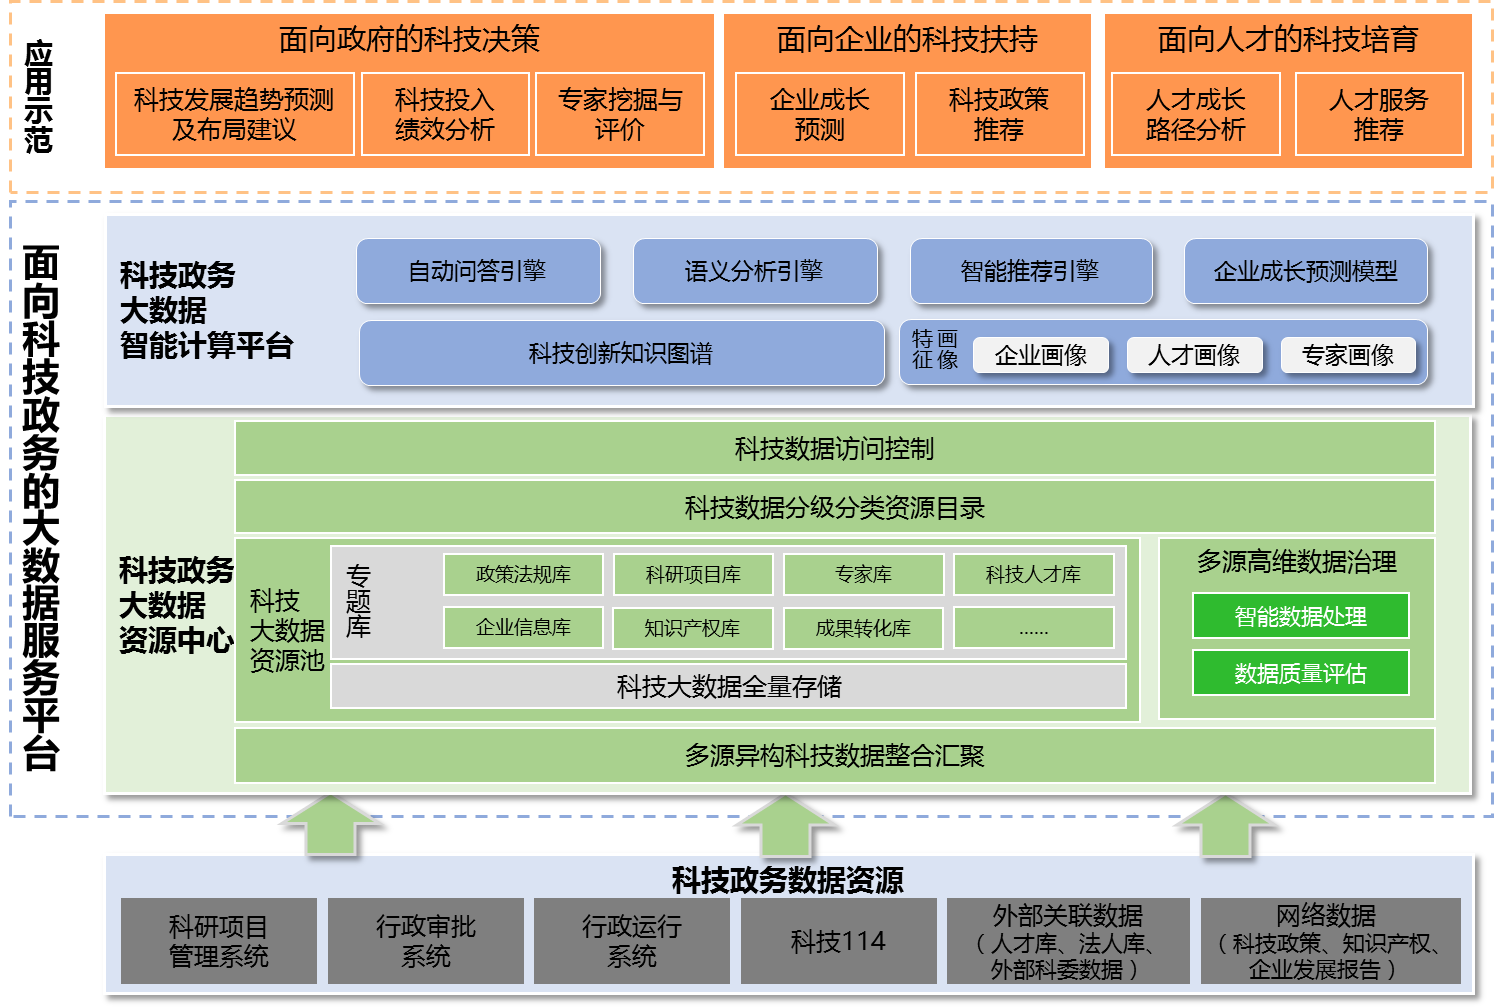 应用示范
面向政府的科技决策
科技发展趋势预测
及布局建议
科技投入
绩效分析
专家挖掘与
评价
面向企业的科技扶持
企业成长
预测
科技政策
推荐
面向人才的科技培育
人才成长
路径分析
人才服务
推荐
面向科技政务的大数据服务平台
科技政务
大数据
智能计算平台
自动问答引擎
语义分析引擎
智能推荐引擎
企业成长预测模型
科技创新知识图谱
特征
画像
企业画像
人才画像
专家画像
科技政务
大数据
资源中心
科技数据访问控制
科技数据分级分类资源目录
科技
大数据
资源池
专题库
政策法规库
科研项目库
专家库
科技人才库
企业信息库
知识产权库
成果转化库
......
科技大数据全量存储
多源高维数据治理
智能数据处理
数据质量评估
多源异构科技数据整合汇聚
科技政务数据资源
科研项目
管理系统
行政审批
系统
行政运行
系统
科技114
外部关联数据
（人才库、法人库、
外部科委数据）
网络数据
（科技政策、知识产权、
企业发展报告）